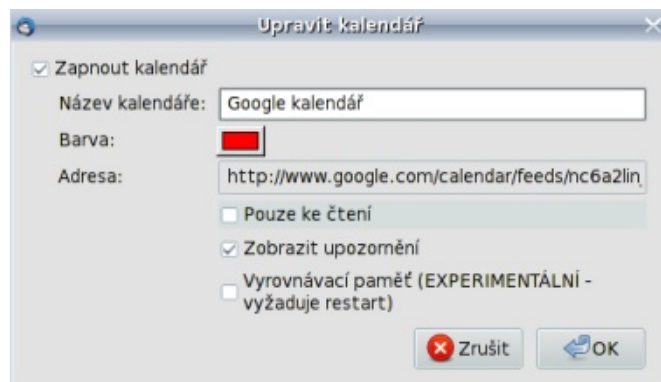 Upravit kalendář
Zapnout kalendář
Název kalendáře: Google kalendář
Barva:
Adresa: http://www.google.com/calendar/feeds/nc6a2lin
Pouze ke čtení
Zobrazit upozornění
Vyrovnávací paměť (EXPERIMENTÁLNÍ -
vyžaduje restart)
Zrušit OK